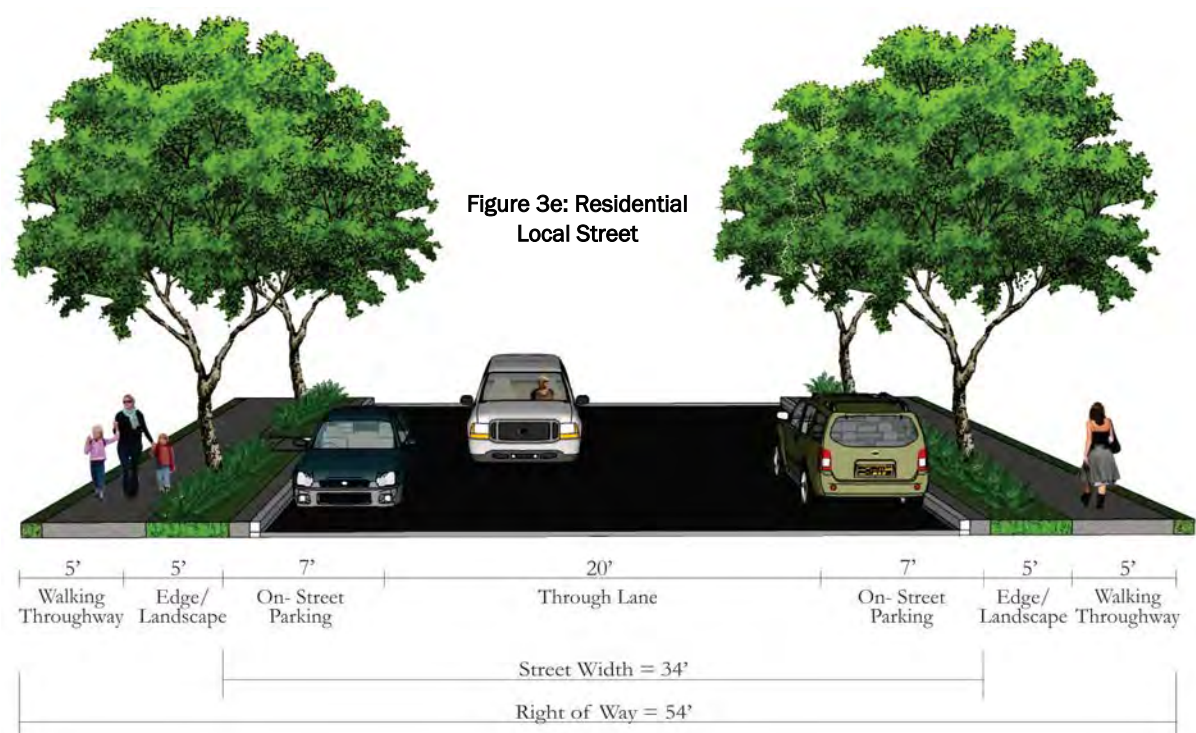 Figure 3e: Residential
Local Street
5’ 5’ 7’ 20’ 7’ 5’ 5’
Walking Edge/ On- Street Through Lane On- Street Edge/ Walking
Throughway Landscape Parking Parking Landscape Throughway
Street Width = 34’
Right of Way = 54’